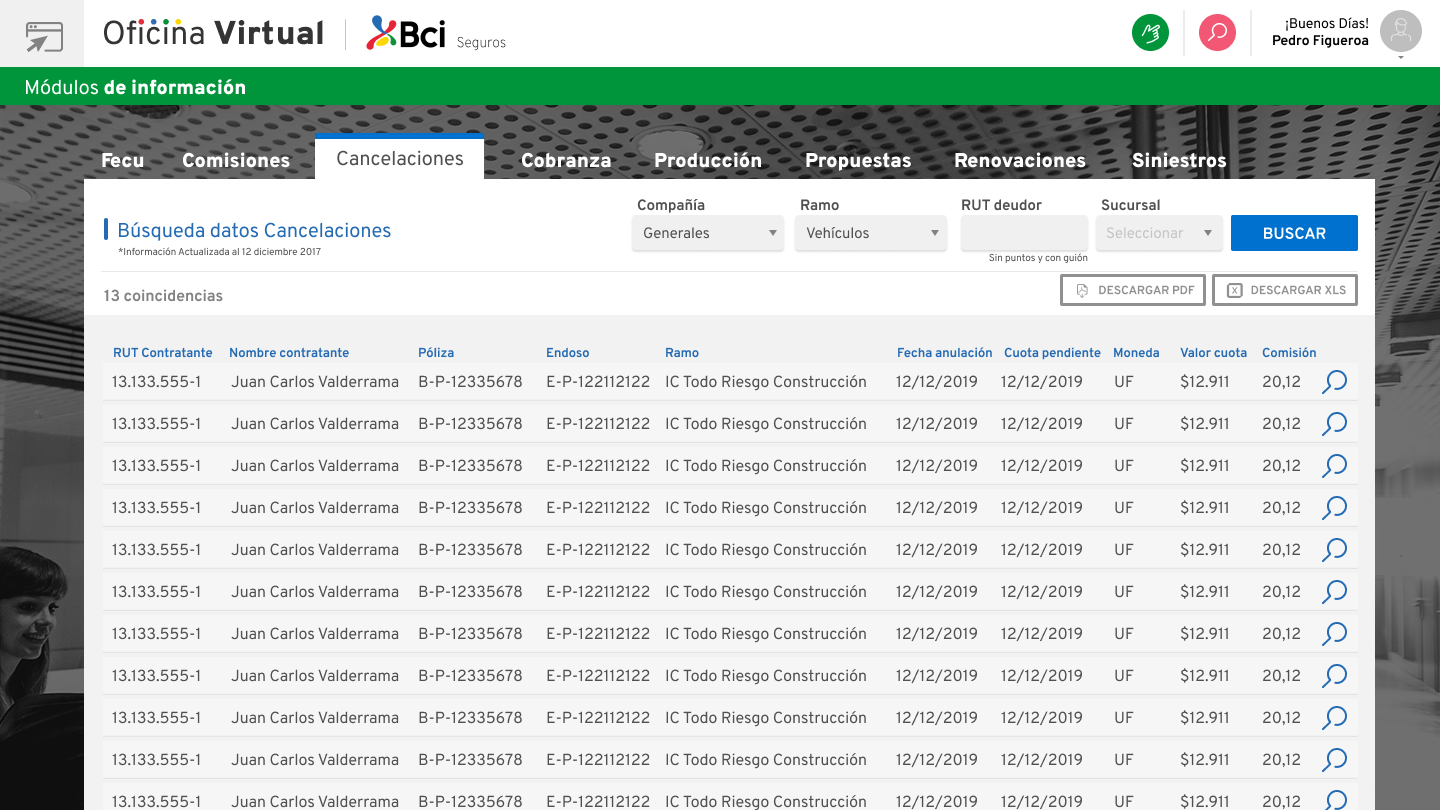 Oficina Virtual
Bci Seguros
¡Buenos Días!
Pedro Figueroa
Módulos de información
Fecu Comisiones Cancelaciones Cobranza Producción Propuestas Renovaciones Siniestros
Compañía Ramo RUT deudor Sucursal
Búsqueda datos Cancelaciones
Generales Vehículos Seleccionar BUSCAR
*Información Actualizada al 12 diciembre 2017
Sin puntos y con guión
13 coincidencias
DESCARGAR PDF X DESCARGAR XLS
RUT Contratante Nombre contratante Póliza Endoso Ramo Fecha anulación Cuota pendiente Moneda Valor cuota Comisión
13.133.555-1 Juan Carlos Valderrama B-P-12335678 E-P-122112122 IC Todo Riesgo Construcción 12/12/2019 12/12/2019 UF $12.911 20,12
13.133.555-1 Juan Carlos Valderrama B-P-12335678 E-P-122112122 IC Todo Riesgo Construcción 12/12/2019 12/12/2019 UF $12.911 20,12
13.133.555-1 Juan Carlos Valderrama B-P-12335678 E-P-122112122 IC Todo Riesgo Construcción 12/12/2019 12/12/2019 UF $12.911 20,12
13.133.555-1 Juan Carlos Valderrama B-P-12335678 E-P-122112122 IC Todo Riesgo Construcción 12/12/2019 12/12/2019 UF $12.911 20,12
13.133.555-1 Juan Carlos Valderrama B-P-12335678 E-P-122112122 IC Todo Riesgo Construcción 12/12/2019 12/12/2019 UF $12.911 20,12
13.133.555-1 Juan Carlos Valderrama B-P-12335678 E-P-122112122 IC Todo Riesgo Construcción 12/12/2019 12/12/2019 UF $12.911 20,12
13.133.555-1 Juan Carlos Valderrama B-P-12335678 E-P-122112122 IC Todo Riesgo Construcción 12/12/2019 12/12/2019 UF $12.911 20,12
13.133.555-1 Juan Carlos Valderrama B-P-12335678 E-P-122112122 IC Todo Riesgo Construcción 12/12/2019 12/12/2019 UF $12.911 20,12
13.133.555-1 Juan Carlos Valderrama B-P-12335678 E-P-122112122 IC Todo Riesgo Construcción 12/12/2019 12/12/2019 UF $12.911 20,12
13.133.555-1 Juan Carlos Valderrama B-P-12335678 E-P-122112122 IC Todo Riesgo Construcción 12/12/2019 12/12/2019 UF $12.911 20,12
13.133.555-1 Juan Carlos Valderrama B-P-12335678 E-P-122112122 IC Todo Riesgo Construcción 12/12/2019 12/12/2019 UF $12.911 20,12